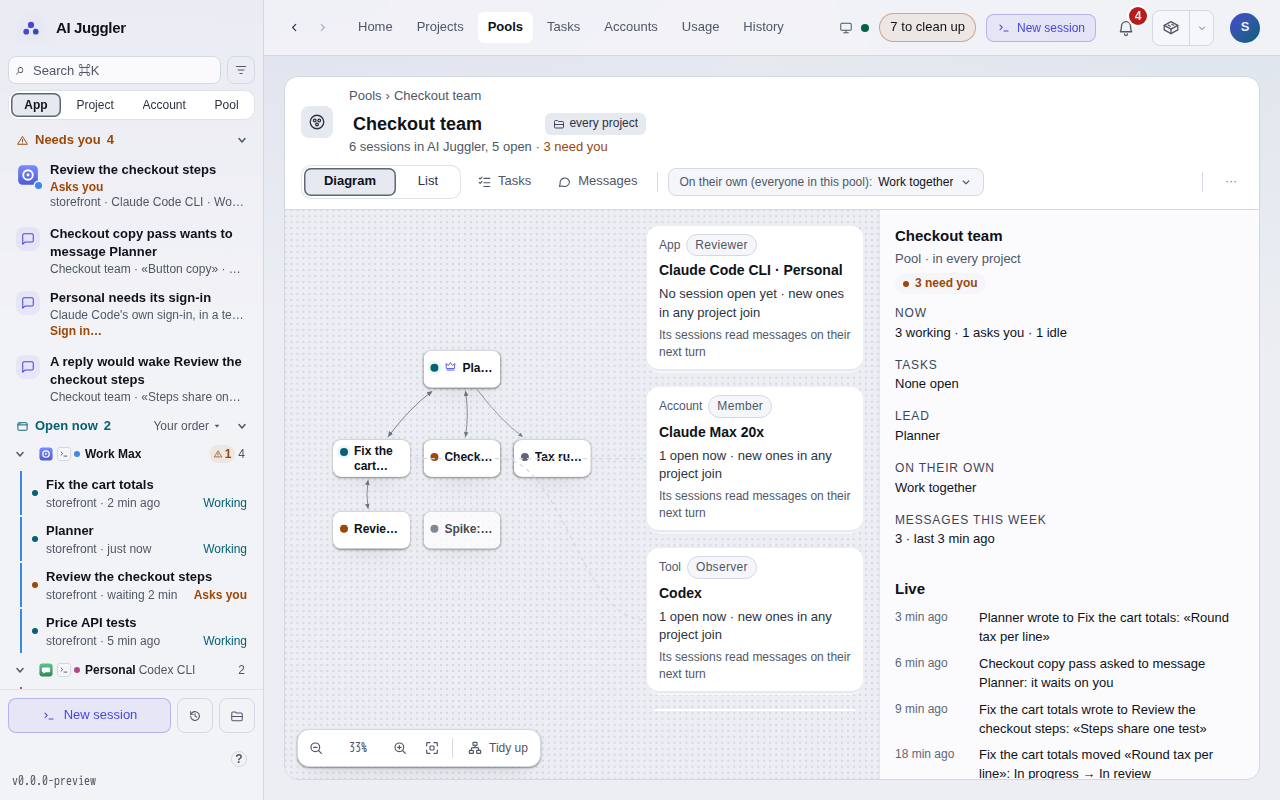 AI Juggler
Search ⌘K
App
Project
Account
Pool
Needs you 4
Review the checkout steps
Asks you
storefront · Claude Code CLI · Wo…
Checkout copy pass wants to
message Planner
Checkout team · «Button copy» · …
Personal needs its sign-in
Claude Code's own sign-in, in a te…
Sign in…
A reply would wake Review the
checkout steps
Checkout team · «Steps share on…
Open now 2
Your order
Work Max
1
4
Fix the cart totals
storefront · 2 min ago
Working
Planner
storefront · just now
Working
Review the checkout steps
storefront · waiting 2 min
Asks you
Price API tests
storefront · 5 min ago
Working
Personal Codex CLI
2
New session
?
v0.0.0-preview
Home
Projects
Pools
Tasks
Accounts
Usage
History
7 to clean up
New session
4
S
Pools › Checkout team
Checkout team
every project
6 sessions in AI Juggler, 5 open · 3 need you
Diagram
List
Tasks
Messages
On their own (everyone in this pool): Work together
…
Pla…
Fix the
cart…
Check…
Tax ru…
Revie…
Spike:…
App
Reviewer
Claude Code CLI · Personal
No session open yet · new ones
in any project join
Its sessions read messages on their
next turn
Account
Member
Claude Max 20x
1 open now · new ones in any
project join
Its sessions read messages on their
next turn
Tool
Observer
Codex
1 open now · new ones in any
project join
Its sessions read messages on their
next turn
33%
Tidy up
Checkout team
Pool · in every project
3 need you
NOW
3 working · 1 asks you · 1 idle
TASKS
None open
LEAD
Planner
ON THEIR OWN
Work together
MESSAGES THIS WEEK
3 · last 3 min ago
Live
3 min ago
Planner wrote to Fix the cart totals: «Round
tax per line»
6 min ago
Checkout copy pass asked to message
Planner: it waits on you
9 min ago
Fix the cart totals wrote to Review the
checkout steps: «Steps share one test»
18 min ago
Fix the cart totals moved «Round tax per
line»: In progress → In review